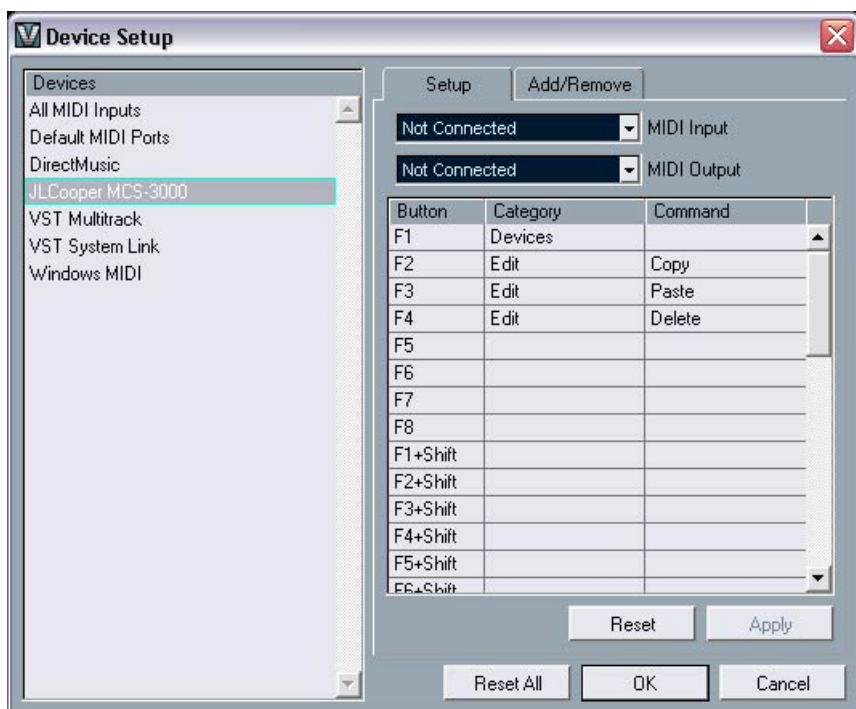 Device Setup
Devices
All MIDI Inputs
Default MIDI Ports
DirectMusic
JLCooper MCS-3000
VST Multitrack
VST System Link
Windows MIDI
Setup Add/Remove
Not Connected MIDI Input
Not Connected MIDI Output
Button Category Command
F1 Devices
F2 Edit Copy
F3 Edit Paste
F4 Edit Delete
F5
F6
F7
F8
F1+Shift
F2+Shift
F3+Shift
F4+Shift
F5+Shift
F6+Shift
Reset Apply
Reset All OK Cancel